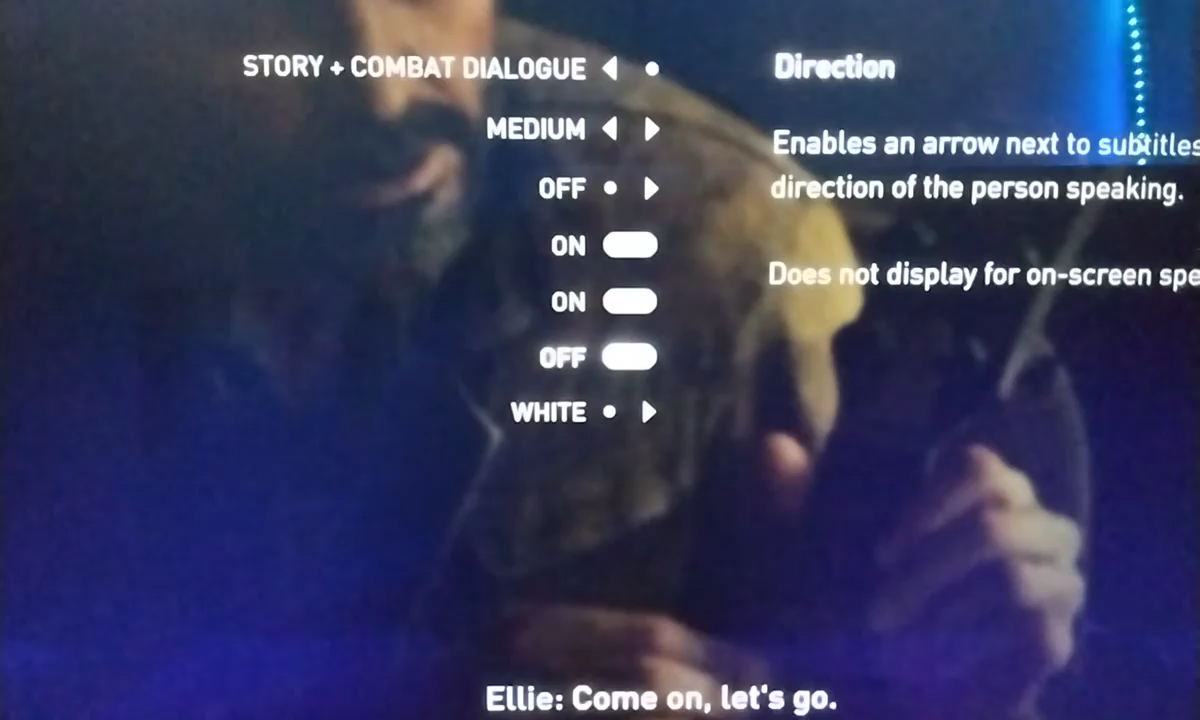 STORY + COMBAT DIALOGUE
MEDIUM
OFF
ON
ON
OFF
WHITE
Direction
Enables an arrow next to subtitles
direction of the person speaking.
Does not display for on-screen
Ellie: Come on, let's go.